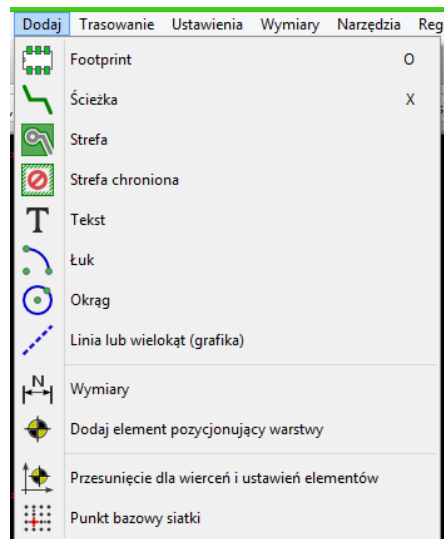 Dodaj Trasowanie Ustawienia Wymiary Narzędzia Reg
Footprint O
Ścieżka X
Strefa
Strefa chroniona
Tekst
Łuk
Okrąg
Linia lub wielokąt (grafika)
Wymiary
Dodaj element pozycjonujący warstwy
Przesunięcie dla wierceń i ustawień elementów
Punkt bazowy siatki